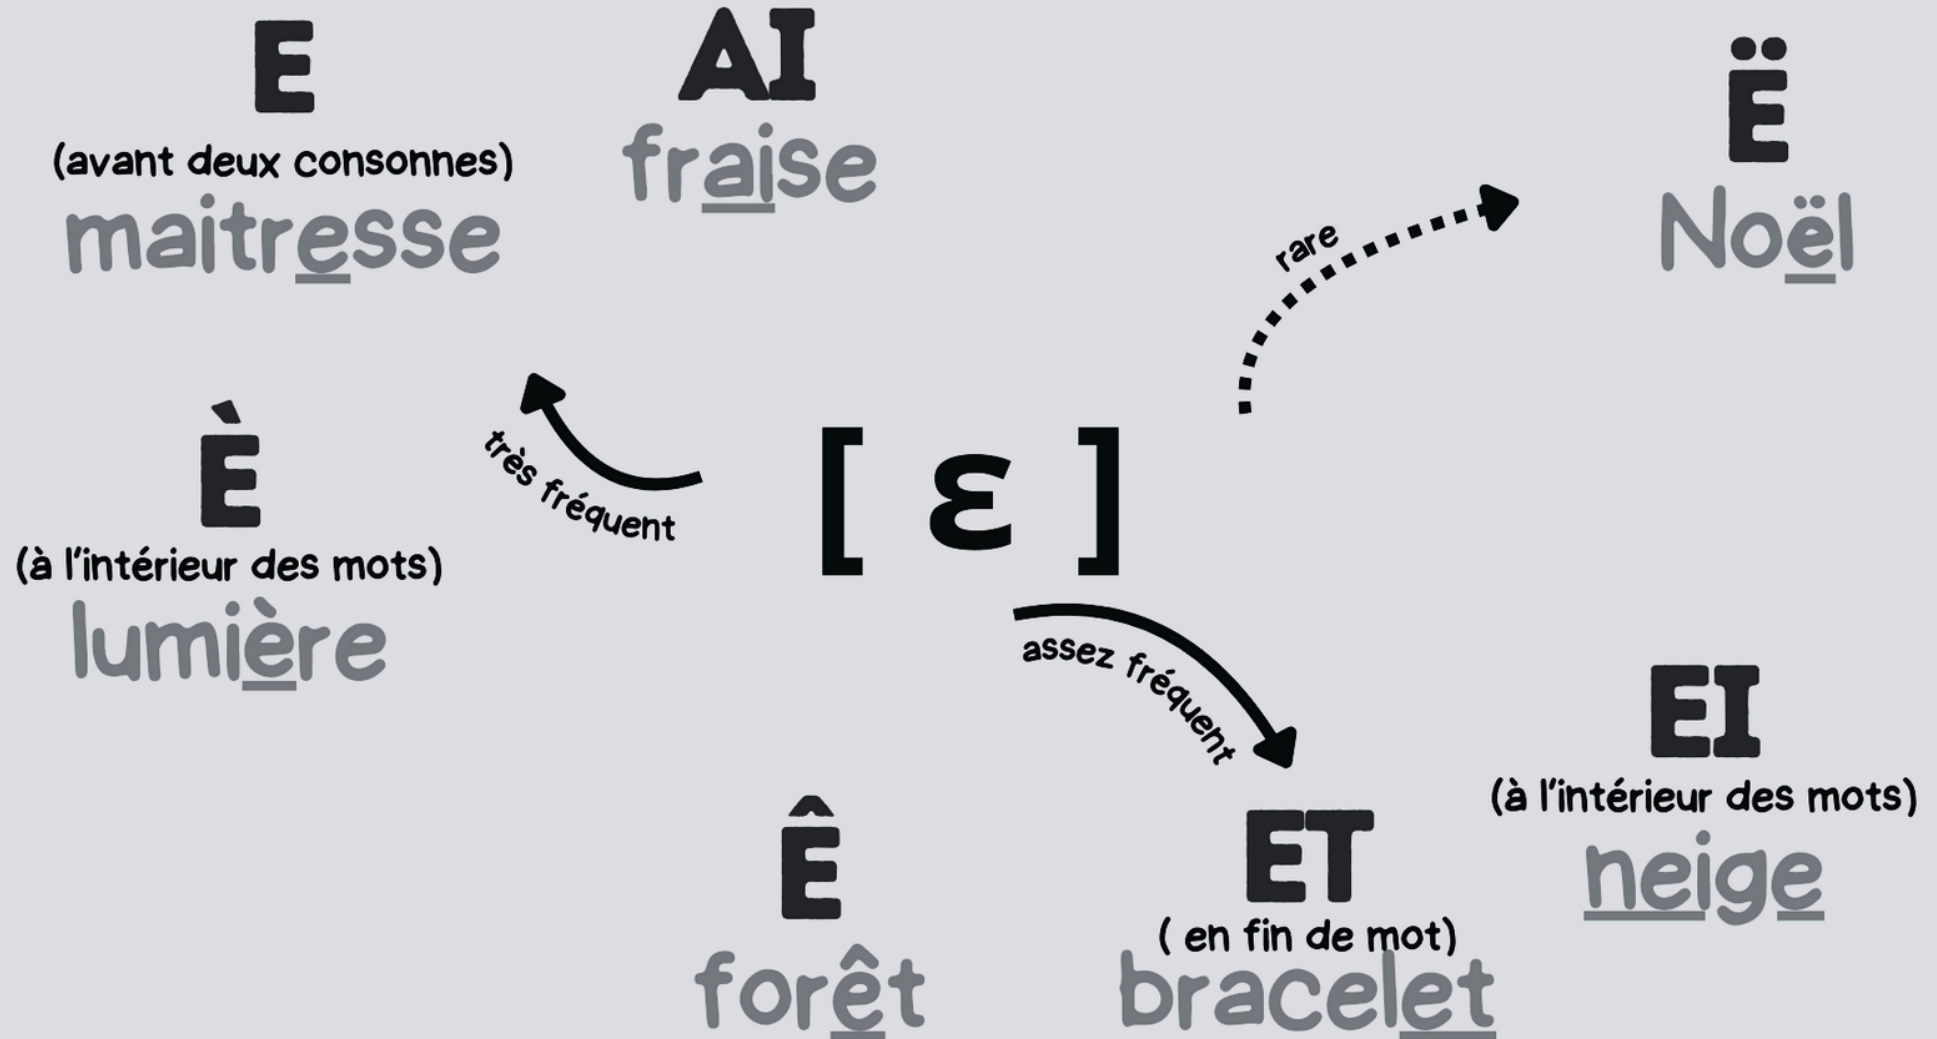 E
(avant deux consonnes)
maitresse
AI
fraise
Ë
Noël
rare
È
(à l'intérieur des mots)
lumière
très fréquent
[ ε ]
assez fréquent
Ê
forêt
ET
( en fin de mot)
bracelet
EI
(à l'intérieur des mots)
neige